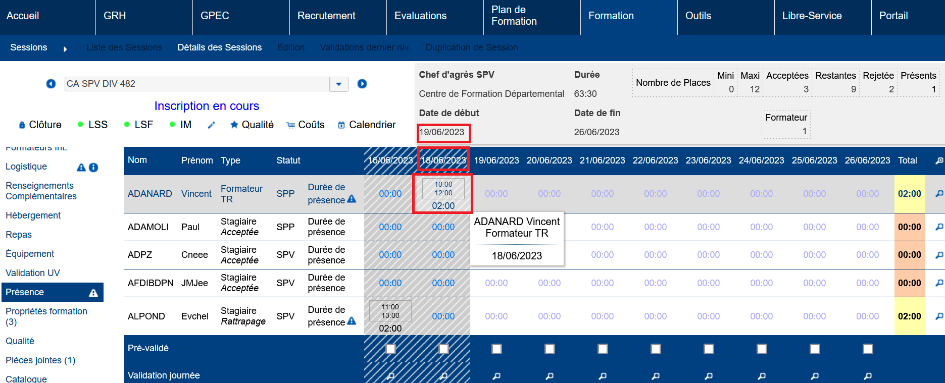 Accueil GRH GPEC Recrutement Evaluations Plan de Formation Formation Outils Libre-Service Portail
Sessions Liste des Sessions Détails des Sessions Edition Validations dernier niv. Duplication de Session
CA SPV DIV 482
Inscription en cours
Clôture LSS LSF IM Qualité Coûts Calendrier
Chef d'agrès SPV Durée
Centre de Formation Départemental 63:30
Date de début Date de fin
19/06/2023 26/06/2023
Nombre de Places Mini Maxi Acceptées Restantes Rejetée Présents
0 12 3 9 2 1
Formateur
1
Formateurs Int.
Logistique
Renseignements
Complémentaires
Hébergement
Repas
Équipement
Validation UV
Présence
Propriétés formation
(3)
Qualité
Pièces jointes (1)
Catalogue
Nom Prénom Type Statut 16/06/2023 18/06/2023 19/06/2023 20/06/2023 21/06/2023 22/06/2023 23/06/2023 24/06/2023 25/06/2023 26/06/2023 Total
ADANARD Vincent Formateur TR SPP Durée de présence 00:00 10:00 12:00 02:00 00:00 00:00 00:00 00:00 00:00 00:00 00:00 00:00 02:00
ADAMOLI Paul Stagiaire Acceptée SPP Durée de présence 00:00 00:00 00:00 00:00 00:00 00:00 00:00 00:00
ADPZ Cneee Stagiaire Acceptée SPV Durée de présence 00:00 00:00 00:00 00:00 00:00 00:00 00:00 00:00
AFDIBDPN JMJee Stagiaire Acceptée SPV Durée de présence 00:00 00:00 00:00 00:00 00:00 00:00 00:00 00:00 00:00 00:00 00:00
ALPOND Evchel Stagiaire Rattrapage SPV Durée de présence 11:00 13:00 02:00 00:00 00:00 00:00 00:00 00:00 00:00 00:00 00:00 00:00 02:00
ADANARD Vincent
Formateur TR
18/06/2023
Pré-validé
Validation journée